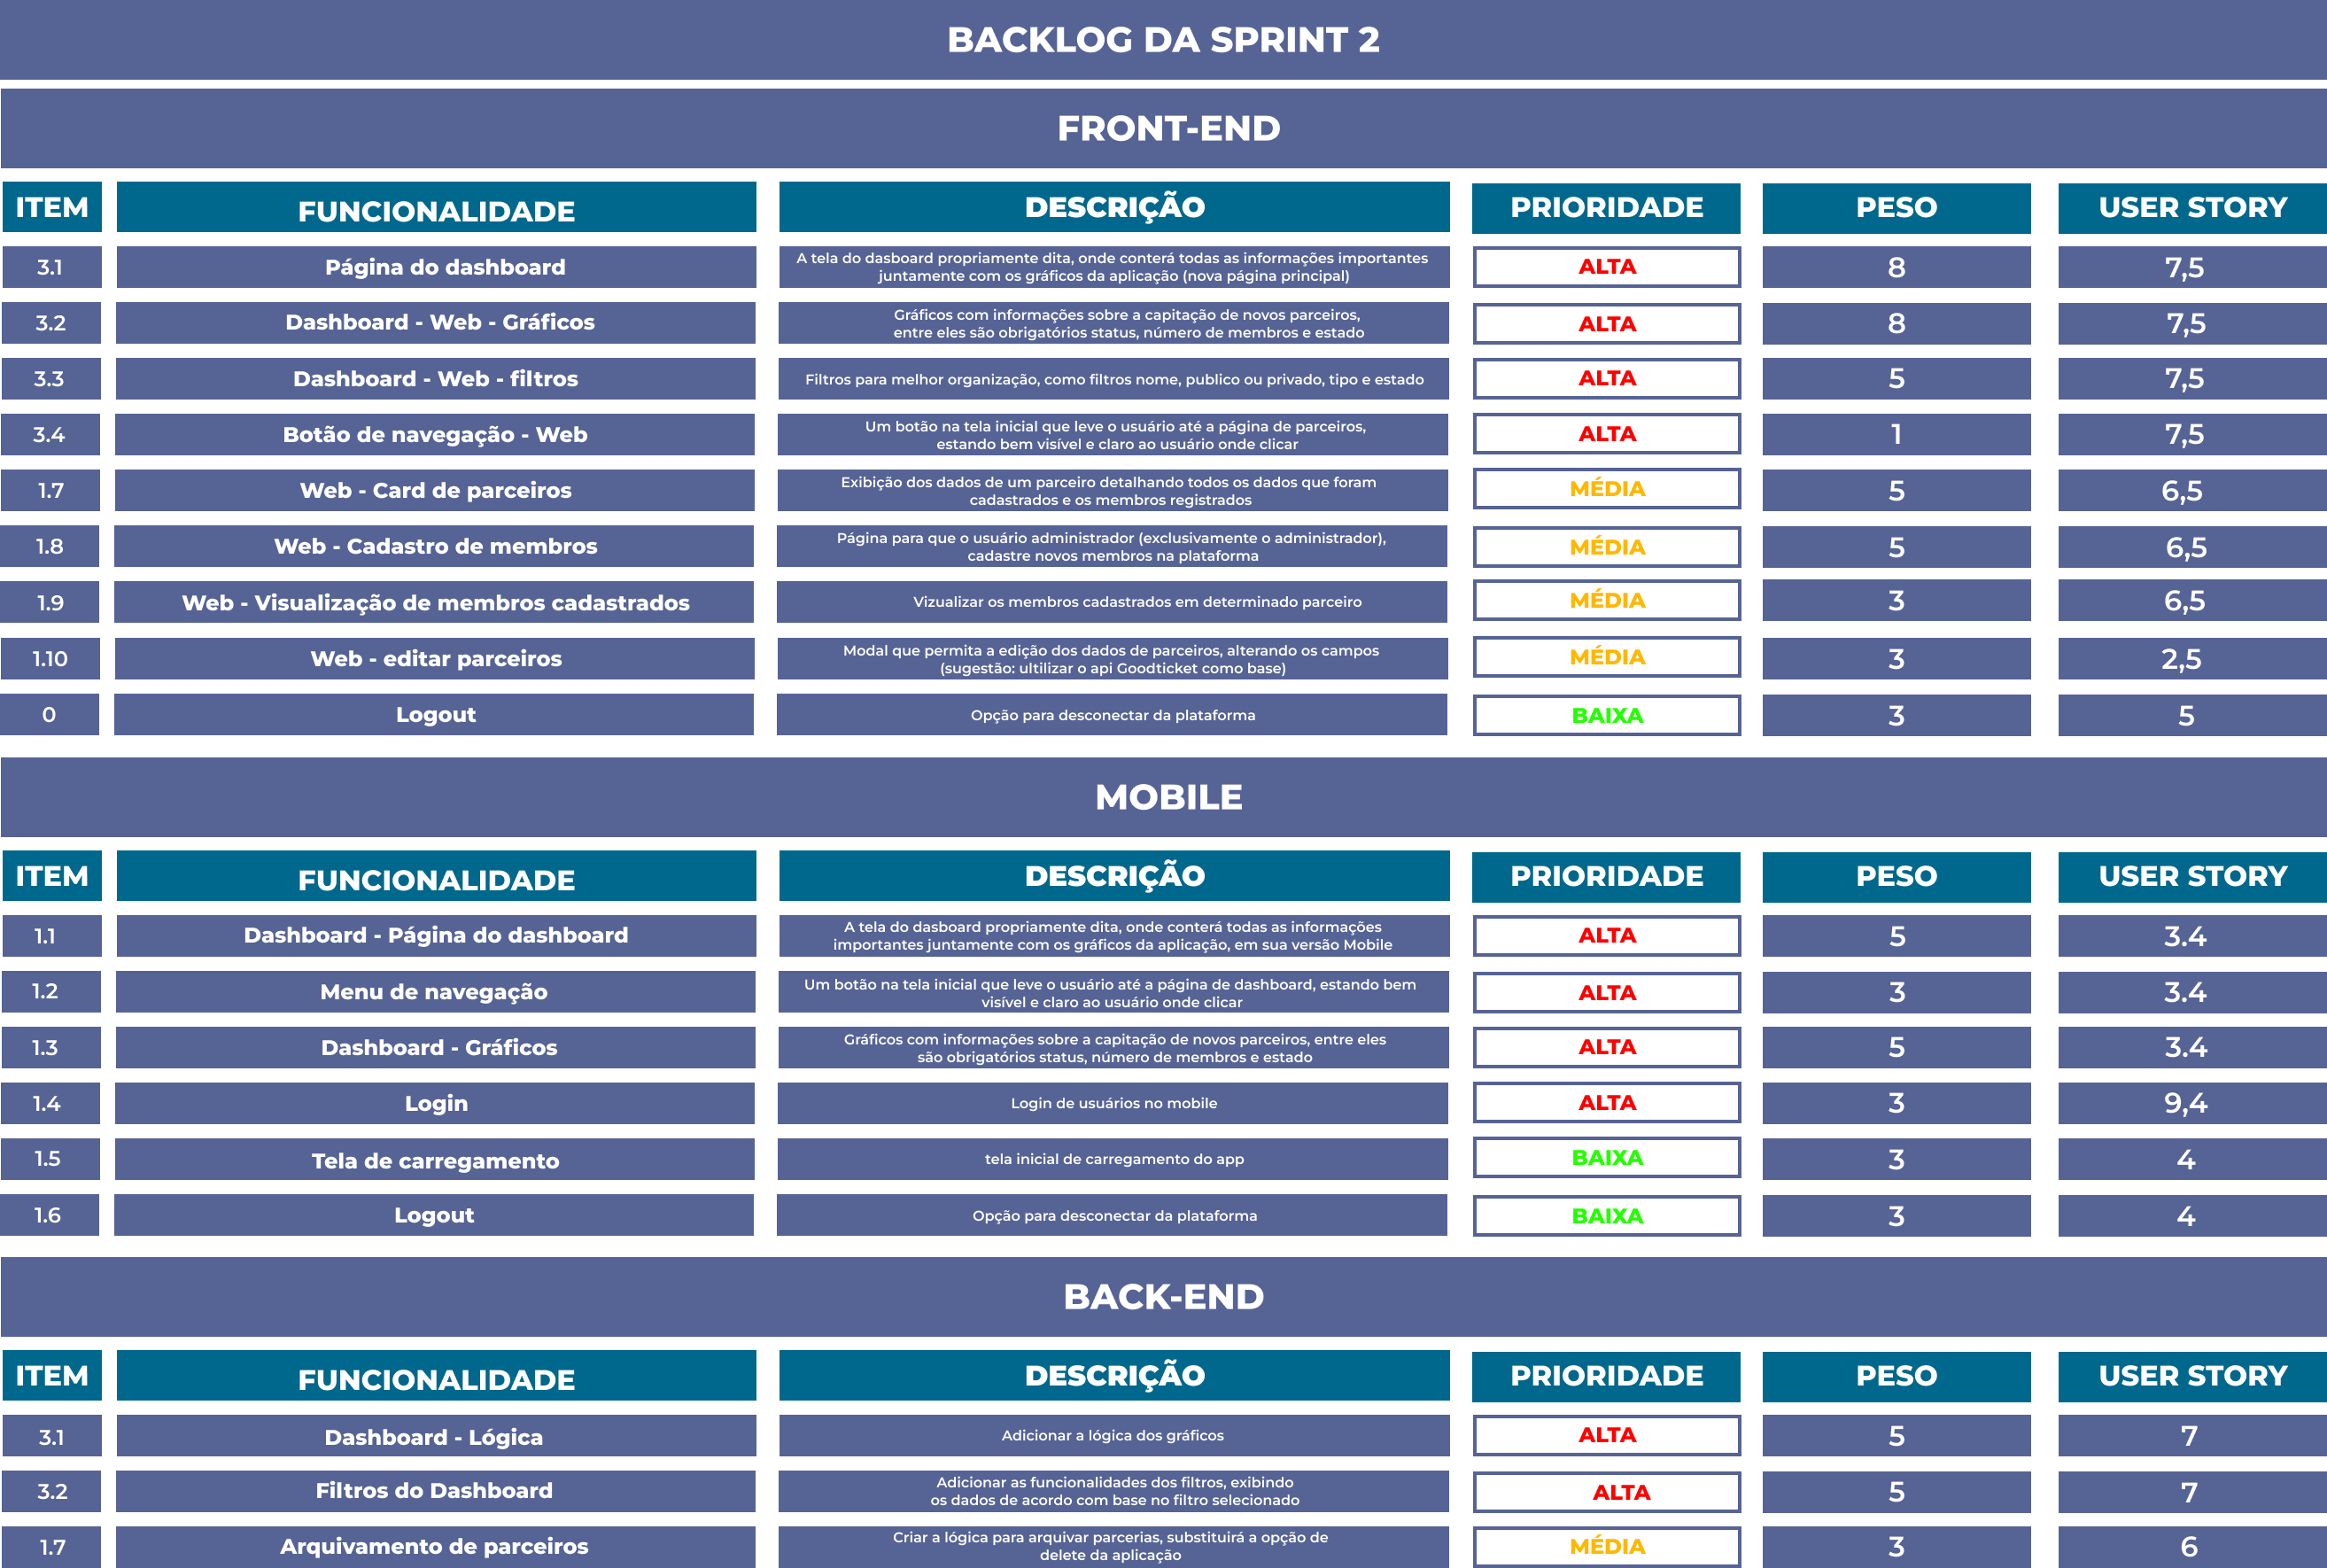 BACKLOG DA SPRINT 2
FRONT-END
ITEM FUNCIONALIDADE DESCRIÇÃO PRIORIDADE PESO USER STORY
3.1 Página do dashboard A tela do dasboard propriamente dita, onde conterá todas as informações importantes
juntamente com os gráficos da aplicação (nova página principal) ALTA 8 7,5
3.2 Dashboard - Web - Gráficos Gráficos com informações sobre a capitação de novos parceiros,
entre eles são obrigatórios status, número de membros e estado ALTA 8 7,5
3.3 Dashboard - Web - filtros Filtros para melhor organização, como filtros nome, publico ou privado, tipo e estado ALTA 5 7,5
3.4 Botão de navegação - Web Um botão na tela inicial que leve o usuário até a página de parceiros,
estando bem visível e claro ao usuário onde clicar ALTA 1 7,5
1.7 Web - Card de parceiros Exibição dos dados de um parceiro detalhando todos os dados que foram
cadastrados e os membros registrados MÉDIA 5 6,5
1.8 Web - Cadastro de membros Página para que o usuário administrador (exclusivamente o administrador),
cadastre novos membros na plataforma MÉDIA 5 6,5
1.9 Web - Visualização de membros cadastrados Vizualizar os membros cadastrados em determinado parceiro MÉDIA 3 6,5
1.10 Web - editar parceiros Modal que permita a edição dos dados de parceiros, alterando os campos
(sugestão: ultilizar o api Goodticket como base) MÉDIA 3 2,5
0 Logout Opção para desconectar da plataforma BAIXA 3 5
MOBILE
ITEM FUNCIONALIDADE DESCRIÇÃO PRIORIDADE PESO USER STORY
1.1 Dashboard - Página do dashboard A tela do dasboard propriamente dita, onde conterá todas as informações
importantes juntamente com os gráficos da aplicação, em sua versão Mobile ALTA 5 3.4
1.2 Menu de navegação Um botão na tela inicial que leve o usuário até a página de dashboard, estando bem
visível e claro ao usuário onde clicar ALTA 3 3.4
1.3 Dashboard - Gráficos Gráficos com informações sobre a capitação de novos parceiros, entre eles
são obrigatórios status, número de membros e estado ALTA 5 3.4
1.4 Login Login de usuários no mobile ALTA 3 9,4
1.5 Tela de carregamento tela inicial de carregamento do app BAIXA 3 4
1.6 Logout Opção para desconectar da plataforma BAIXA 3 4
BACK-END
ITEM FUNCIONALIDADE DESCRIÇÃO PRIORIDADE PESO USER STORY
3.1 Dashboard - Lógica Adicionar a lógica dos gráficos ALTA 5 7
3.2 Filtros do Dashboard Adicionar as funcionalidades dos filtros, exibindo
os dados de acordo com base no filtro selecionado ALTA 5 7
1.7 Arquivamento de parceiros Criar a lógica para arquivar parcerias, substituirá a opção de
delete da aplicação MÉDIA 3 6